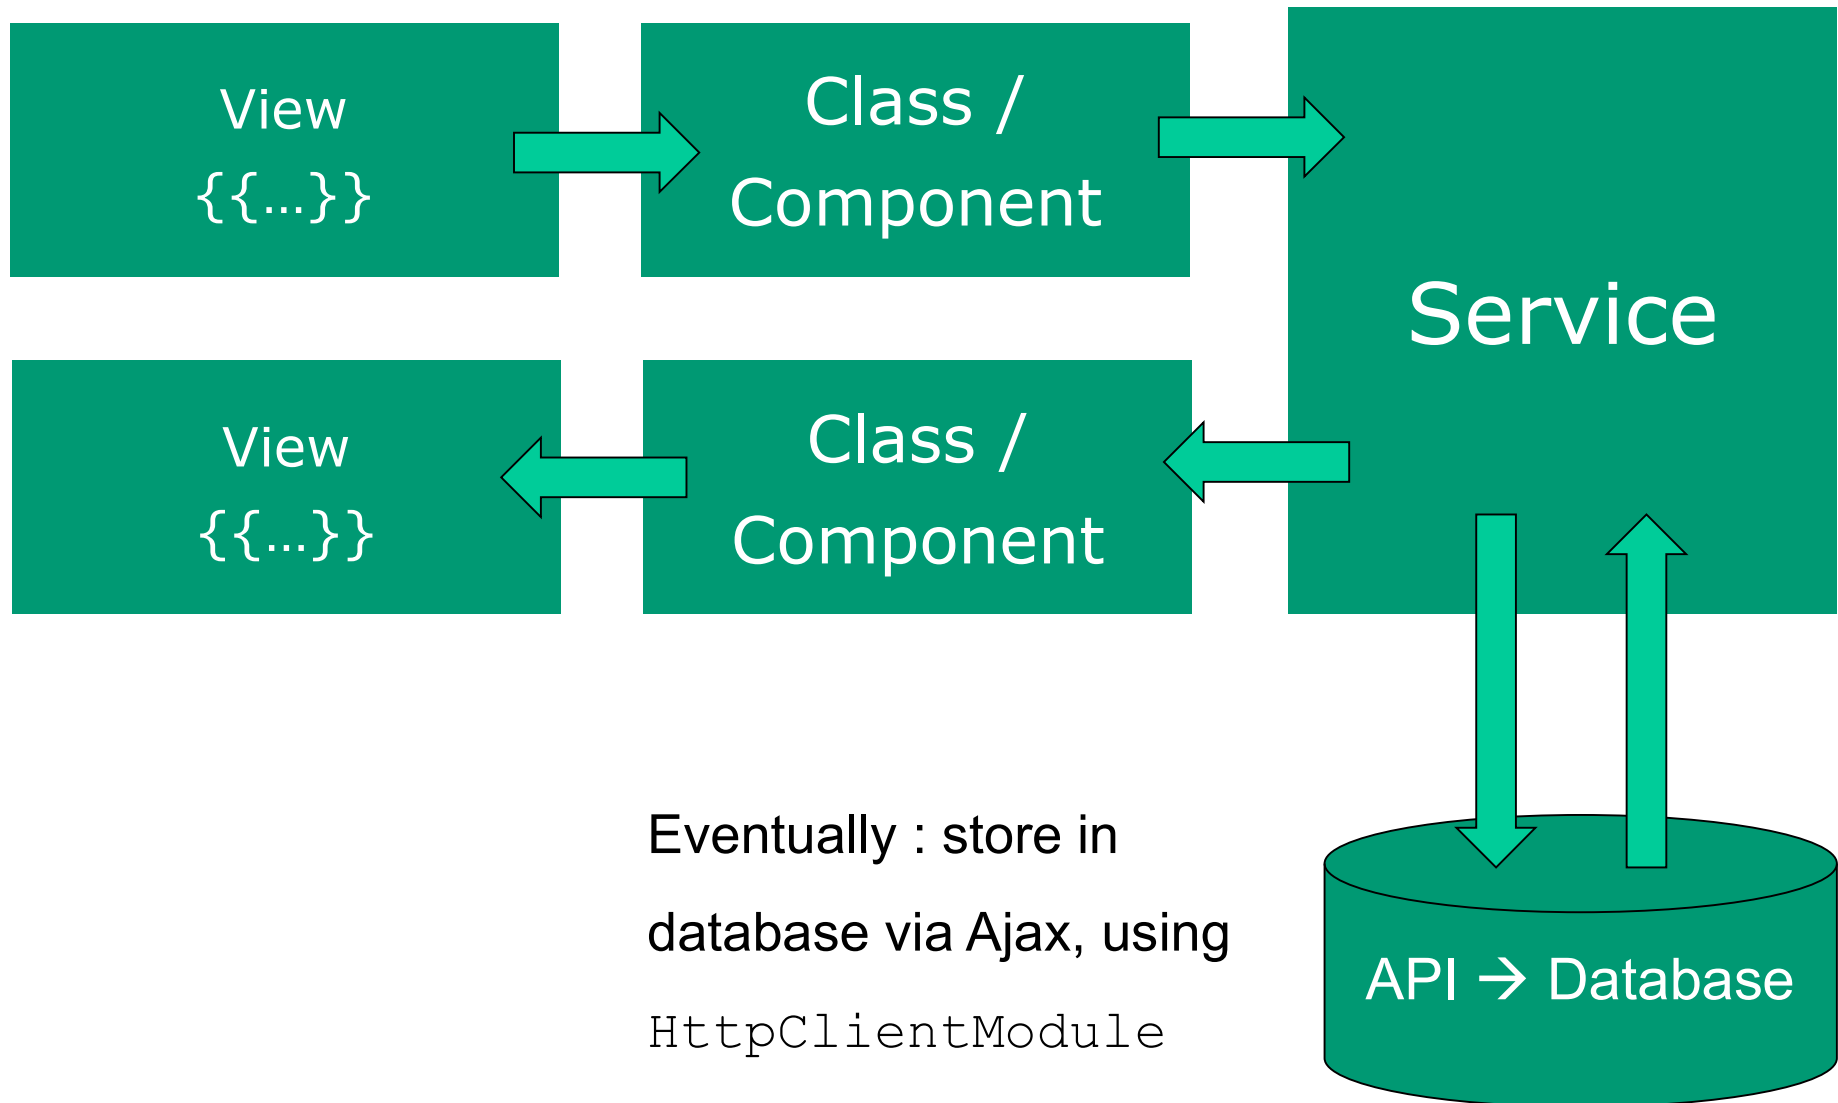 View
{{…}}
Class /
Component
Service
View
{{…}}
Class /
Component
Eventually : store in
database via Ajax, using
HttpClientModule
API → Database